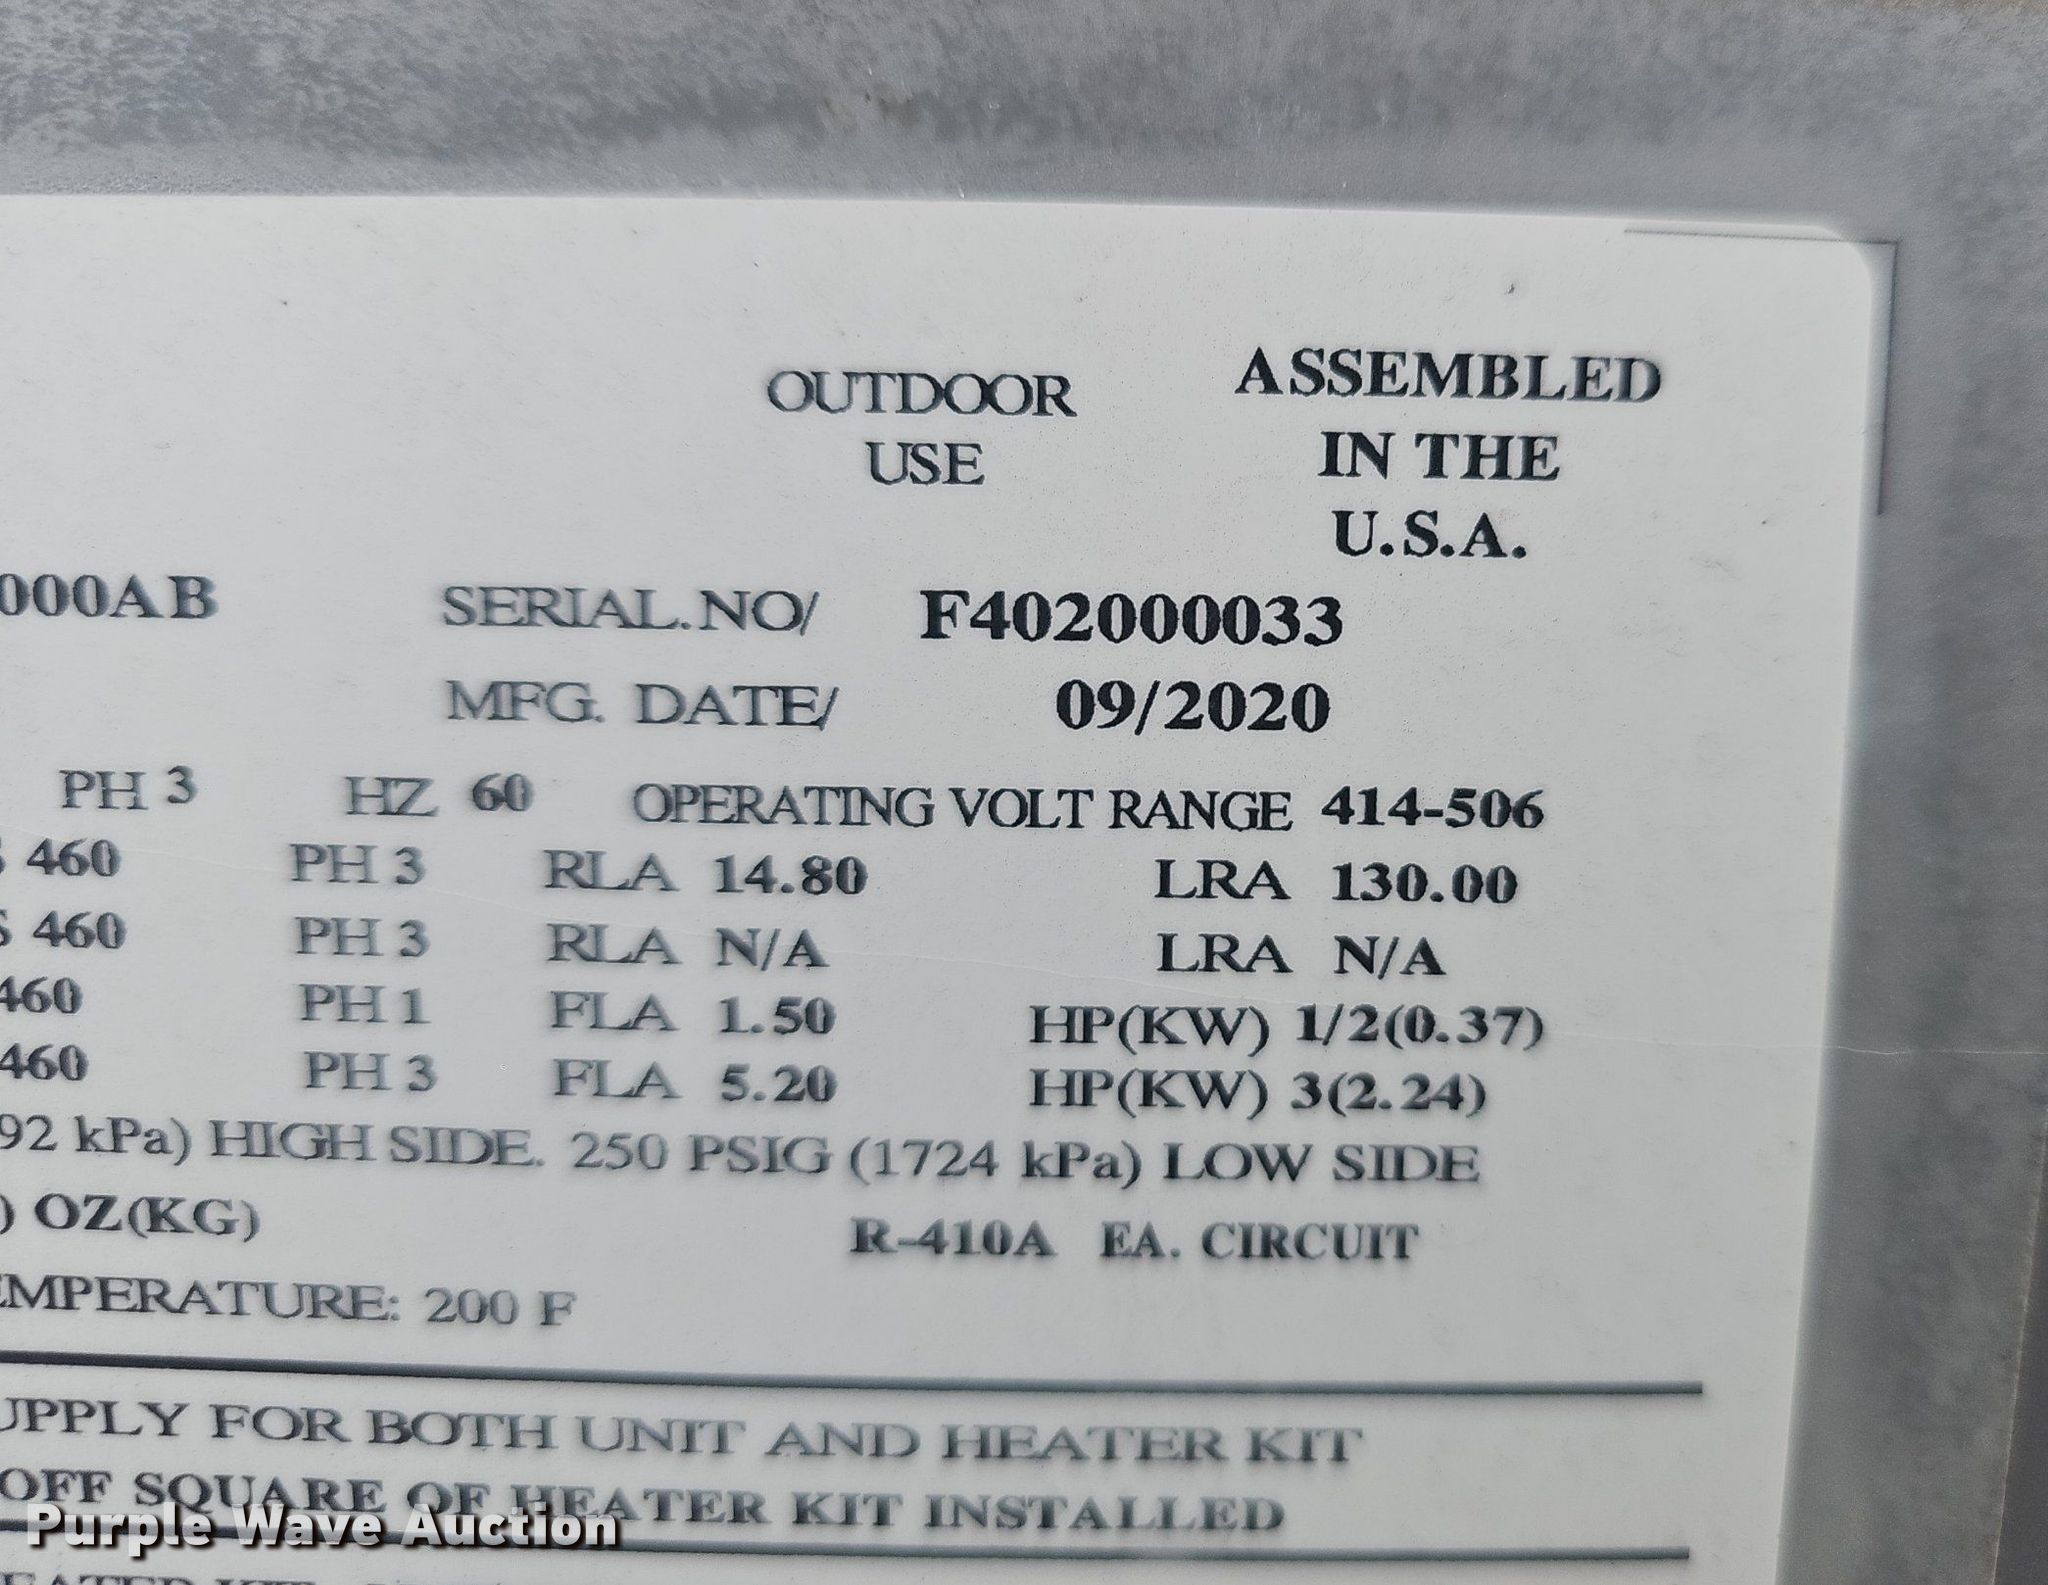 OUTDOOR USE
ASSEMBLED IN THE U.S.A.
000AB SERIAL.NO/ F402000033
MFG. DATE/ 09/2020
PH 3 HZ 60 OPERATING VOLT RANGE 414-506
460 PH 3 RLA 14.80 LRA 130.00
460 PH 3 RLA N/A LRA N/A
460 PH 1 FLA 1.50 HP(KW) 1/2(0.37)
460 PH 3 FLA 5.20 HP(KW) 3(2.24)
92 kPa) HIGH SIDE. 250 PSIG (1724 kPa) LOW SIDE
) OZ(KG) R-410A EA. CIRCUIT
EMPERATURE: 200 F
UPPLY FOR BOTH UNIT AND HEATER KIT
OFF SQUARE OF HEATER KIT INSTALLED
Purple Wave Auction